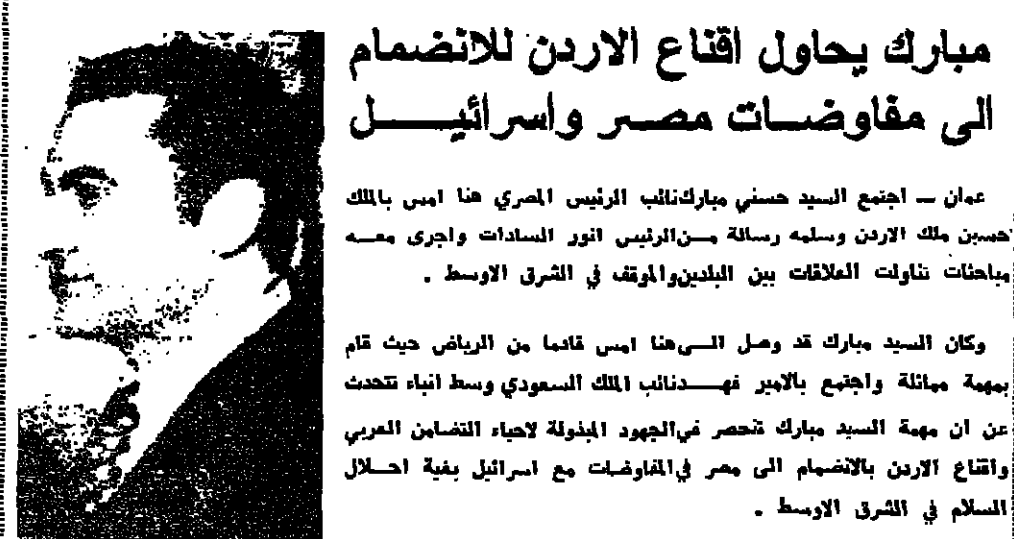 مبارك يحاول اقناع الاردن للانضمام
الى مفاوضات مصر واسرائيل
عمان — اجتمع السيد حسني مبارك نائب الرئيس المصري هنا امس بالملك
حسين ملك الاردن وسلمه رسالة من الرئيس انور السادات واجرى معه
مباحثات تناولت العلاقات بين البلدين والموقف في الشرق الاوسط .
وكان السيد مبارك قد وصل الى هنا امس قادما من الرياض حيث قام
بمهمة مماثلة واجتمع بالامير فهد نائب الملك السعودي وسط انباء تتحدث
عن ان مهمة السيد مبارك تنحصر في الجهود المبذولة لاحياء التضامن العربي
واقناع الاردن بالانضمام الى مصر في المفاوضات مع اسرائيل بغية احلال
السلام في الشرق الاوسط .